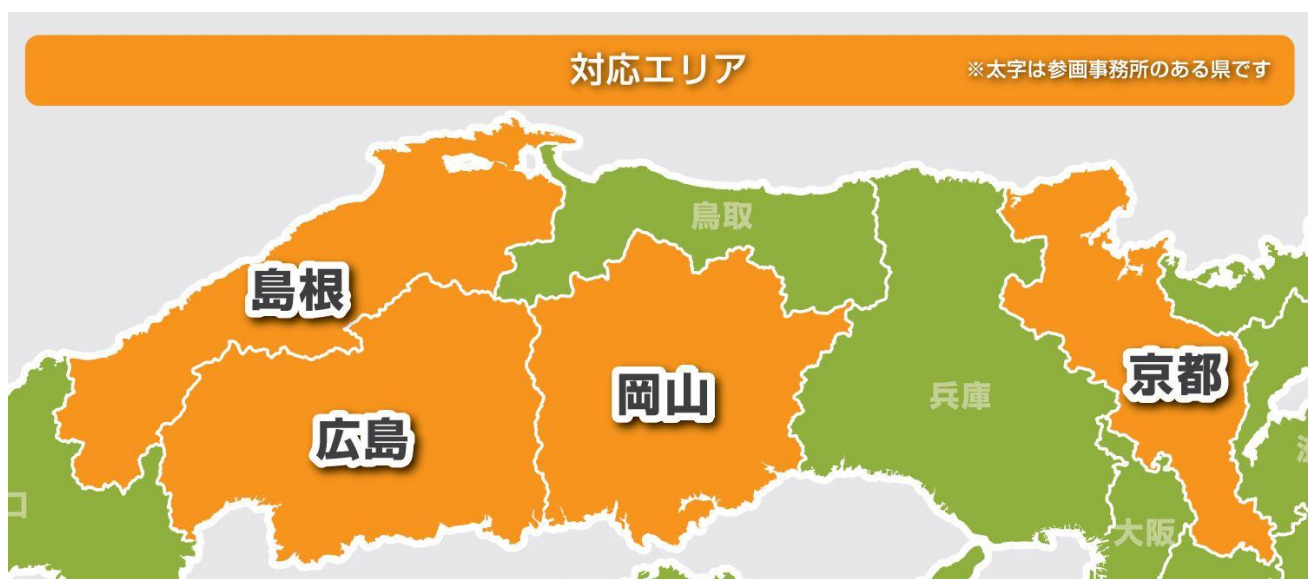 対応エリア
※太字は参画事務所のある県です
鳥取
島根
京都
岡山
兵庫
広島
口
大阪